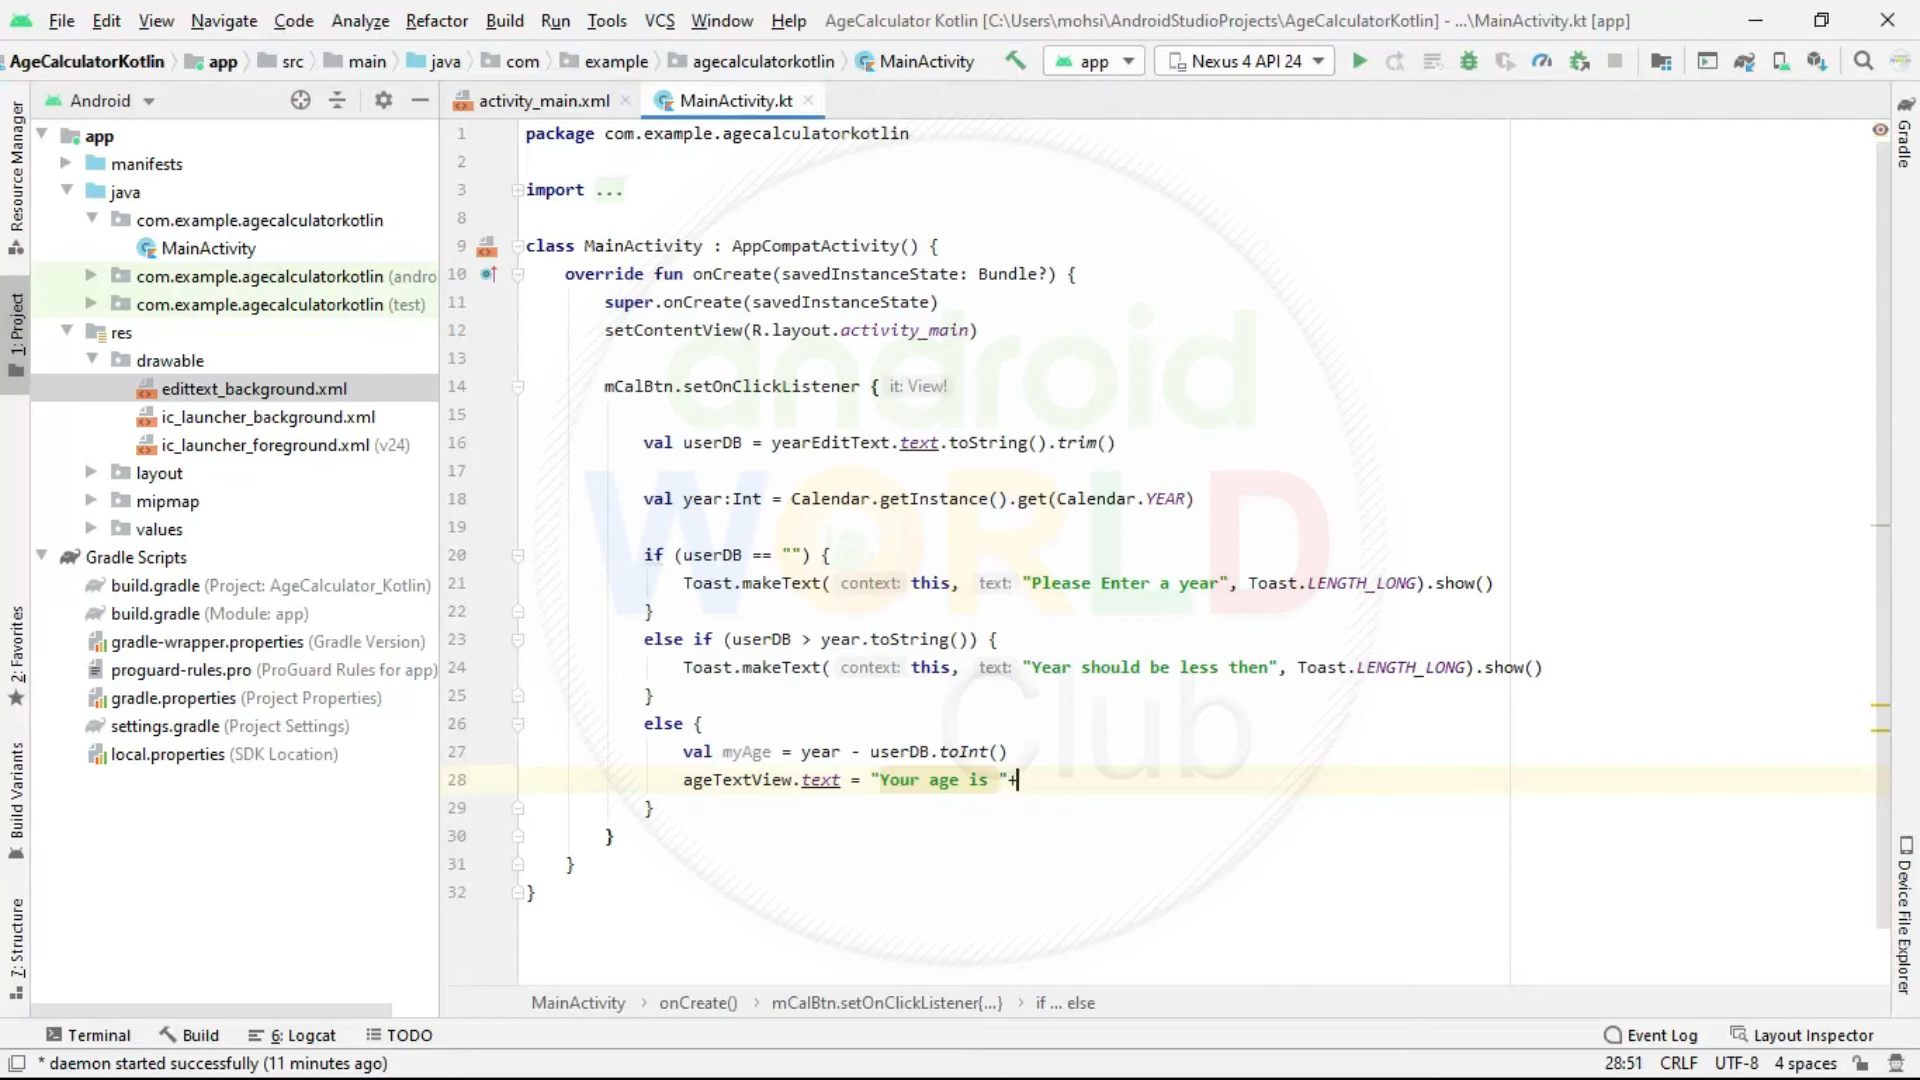 File Edit View Navigate Code Analyze Refactor Build Run Tools VCS Window Help AgeCalculator Kotlin [C:\Users\mohsi\AndroidStudioProjects\AgeCalculatorKotlin] - ...\MainActivity.kt [app]
AgeCalculatorKotlin app src main java com example agecalculatorkotlin MainActivity app Nexus 4 API 24
Android activity_main.xml MainActivity.kt
Resource Manager
1: Project
2: Favorites
Build Variants
7: Structure
app
manifests
java
com.example.agecalculatorkotlin
MainActivity
com.example.agecalculatorkotlin (andro
com.example.agecalculatorkotlin (test)
res
drawable
edittext_background.xml
ic_launcher_background.xml
ic_launcher_foreground.xml (v24)
layout
mipmap
values
Gradle Scripts
build.gradle (Project: AgeCalculator_Kotlin)
build.gradle (Module: app)
gradle-wrapper.properties (Gradle Version)
proguard-rules.pro (ProGuard Rules for app)
gradle.properties (Project Properties)
settings.gradle (Project Settings)
local.properties (SDK Location)
1 package com.example.agecalculatorkotlin
2
3 import ...
8
9 class MainActivity : AppCompatActivity() {
10 override fun onCreate(savedInstanceState: Bundle?) {
11 super.onCreate(savedInstanceState)
12 setContentView(R.layout.activity_main)
13
14 mCalBtn.setOnClickListener { it: View!
15
16 val userDB = yearEditText.text.toString().trim()
17
18 val year:Int = Calendar.getInstance().get(Calendar.YEAR)
19
20 if (userDB == "") {
21 Toast.makeText( context: this, text: "Please Enter a year", Toast.LENGTH_LONG).show()
22 }
23 else if (userDB > year.toString()) {
24 Toast.makeText( context: this, text: "Year should be less then", Toast.LENGTH_LONG).show()
25 }
26 else {
27 val myAge = year - userDB.toInt()
28 ageTextView.text = "Your age is "+
29 }
30 }
31 }
32 }
android
WORLD
Club
Gradle
Device File Explorer
MainActivity onCreate() mCalBtn.setOnClickListener{...} if ... else
Terminal Build 6: Logcat TODO Event Log Layout Inspector
* daemon started successfully (11 minutes ago) 28:51 CRLF UTF-8 4 spaces